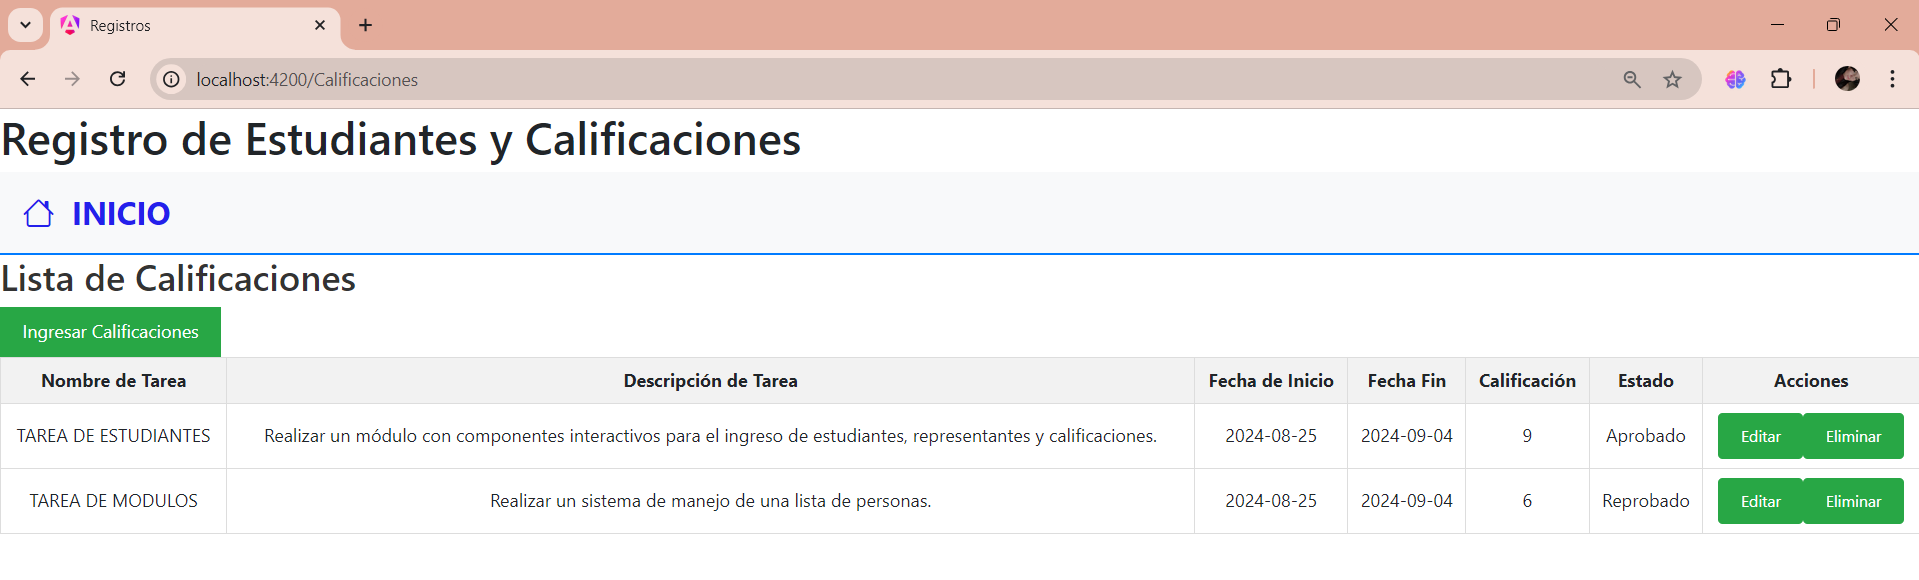 Registros
localhost:4200/Calificaciones
Registro de Estudiantes y Calificaciones
INICIO
Lista de Calificaciones
Ingresar Calificaciones
Nombre de Tarea Descripción de Tarea Fecha de Inicio Fecha Fin Calificación Estado Acciones
TAREA DE ESTUDIANTES Realizar un módulo con componentes interactivos para el ingreso de estudiantes, representantes y calificaciones. 2024-08-25 2024-09-04 9 Aprobado Editar Eliminar
TAREA DE MODULOS Realizar un sistema de manejo de una lista de personas. 2024-08-25 2024-09-04 6 Reprobado Editar Eliminar